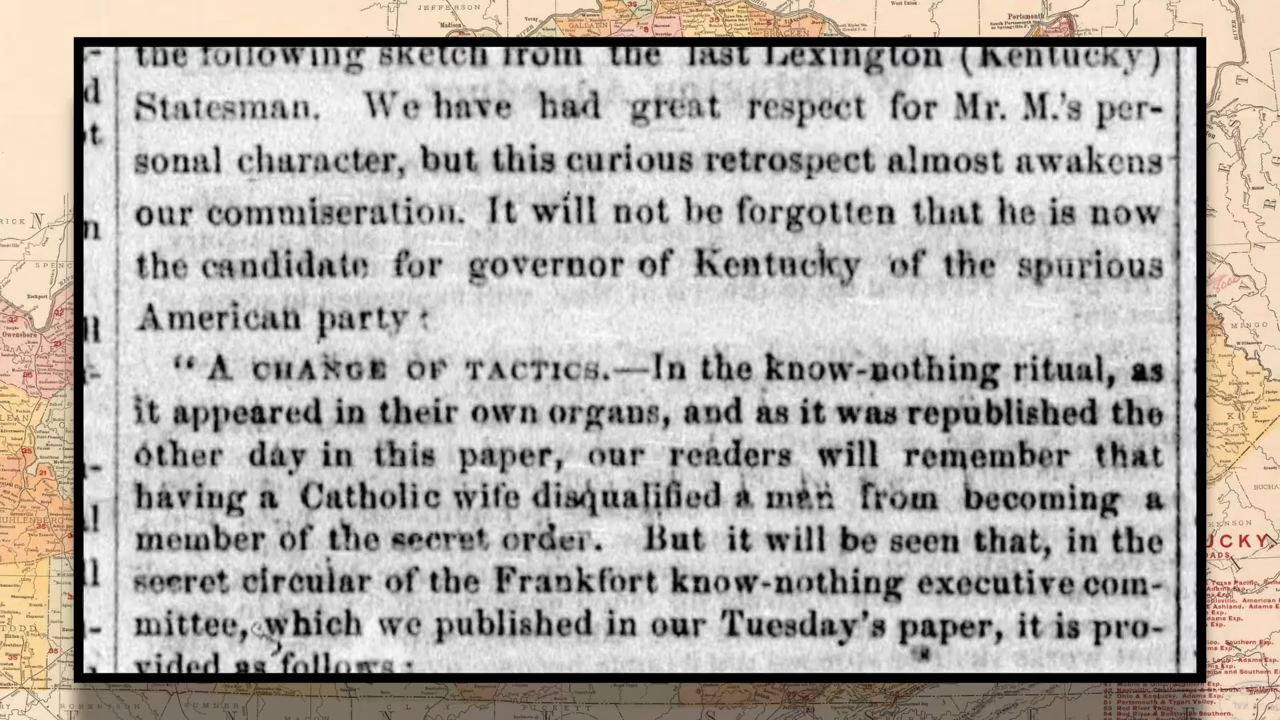 JEFFERSON
Madison
Portsmouth
the following sketch from the last Lexington (Kentucky)
Statesman. We have had great respect for Mr. M.'s per-
sonal character, but this curious retrospect almost awakens
our commiseration. It will not be forgotten that he is now
the candidate for governor of Kentucky of the spurious
American party:
"A CHANGE OF TACTICS.—In the know-nothing ritual, as
it appeared in their own organs, and as it was republished the
other day in this paper, our readers will remember that
having a Catholic wife disqualified a man from becoming a
member of the secret order. But it will be seen that, in the
secret circular of the Frankfort know-nothing executive com-
mittee, which we published in our Tuesday's paper, it is pro-
vided as follows:
MINGO
Owensboro
UCKY